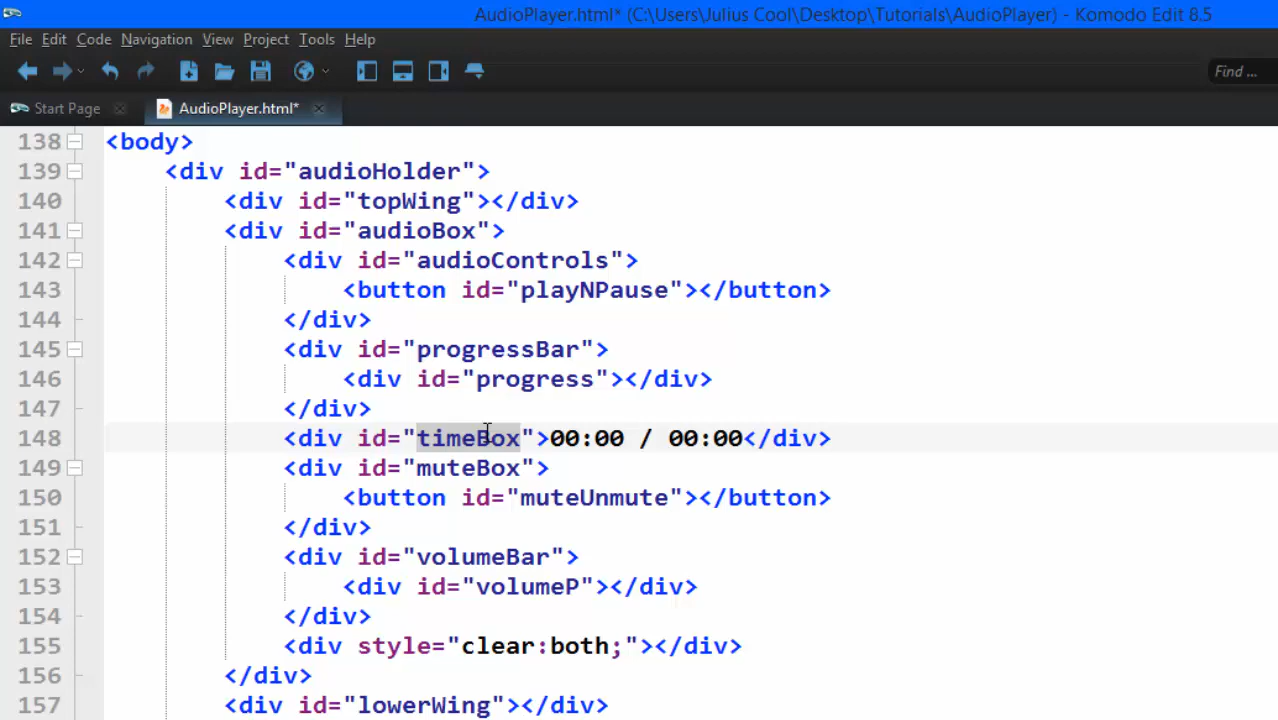 AudioPlayer.html* (C:\Users\Julius Cool\Desktop\Tutorials\AudioPlayer) - Komodo Edit 8.5
File Edit Code Navigation View Project Tools Help
Find ...
Start Page AudioPlayer.html*
138 <body>
139 <div id="audioHolder">
140 <div id="topWing"></div>
141 <div id="audioBox">
142 <div id="audioControls">
143 <button id="playNPause"></button>
144 </div>
145 <div id="progressBar">
146 <div id="progress"></div>
147 </div>
148 <div id="timeBox">00:00 / 00:00</div>
149 <div id="muteBox">
150 <button id="muteUnmute"></button>
151 </div>
152 <div id="volumeBar">
153 <div id="volumeP"></div>
154 </div>
155 <div style="clear:both;"></div>
156 </div>
157 <div id="lowerWing"></div>